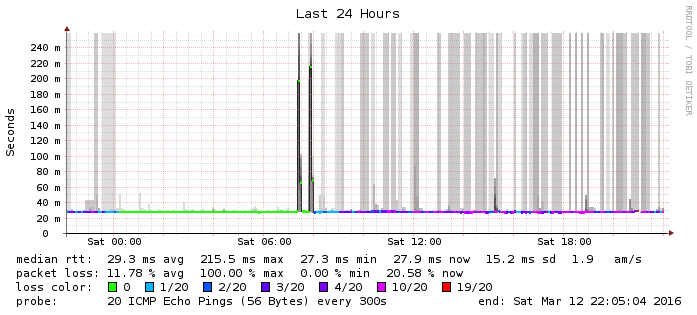 Last 24 Hours
RRDTOOL / TOBI OETIKER
Seconds
240 m
220 m
200 m
180 m
160 m
140 m
120 m
100 m
80 m
60 m
40 m
20 m
0
Sat 00:00 Sat 06:00 Sat 12:00 Sat 18:00
median rtt: 29.3 ms avg 215.5 ms max 27.3 ms min 27.9 ms now 15.2 ms sd 1.9 am/s
packet loss: 11.78 % avg 100.00 % max 0.00 % min 20.58 % now
loss color: 0 1/20 2/20 3/20 4/20 10/20 19/20
probe: 20 ICMP Echo Pings (56 Bytes) every 300s end: Sat Mar 12 22:05:04 2016